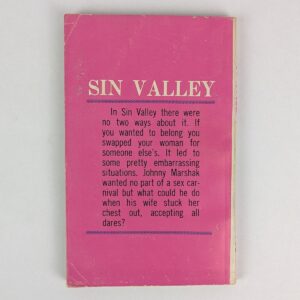 SIN VALLEY
In Sin Valley there were
no two ways about it. If
you wanted to belong you
swapped your woman for
someone else's. It led to
some pretty embarrassing
situations. Johnny Marshak
wanted no part of a sex car-
nival but what could he do
when his wife stuck her
chest out, accepting all
dares?